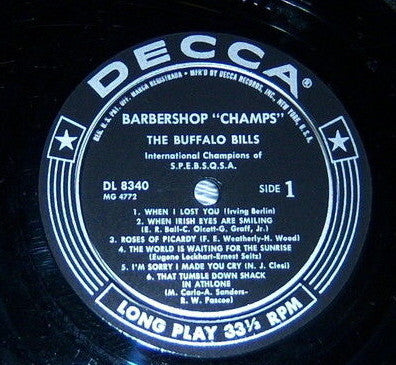 DECCA®
REG. U.S. PAT. OFF. MARCA REGISTRADA • MFR'D BY DECCA RECORDS, INC., NEW YORK, U.S.A.
BARBERSHOP "CHAMPS"
THE BUFFALO BILLS
International Champions of
S.P.E.B.S.Q.S.A.
DL 8340
SIDE 1
MG 4772
1. WHEN I LOST YOU (Irving Berlin)
2. WHEN IRISH EYES ARE SMILING
(E. R. Ball-C. Olcott-G. Graff, Jr.)
3. ROSES OF PICARDY (F. E. Weatherly-H. Wood)
4. THE WORLD IS WAITING FOR THE SUNRISE
(Eugene Lockhart-Ernest Seitz)
5. I'M SORRY I MADE YOU CRY (N. J. Clesi)
6. THAT TUMBLE DOWN SHACK
IN ATHLONE
(M. Carlo-A. Sanders-
R. W. Pascoe)
LONG PLAY 33⅓ RPM